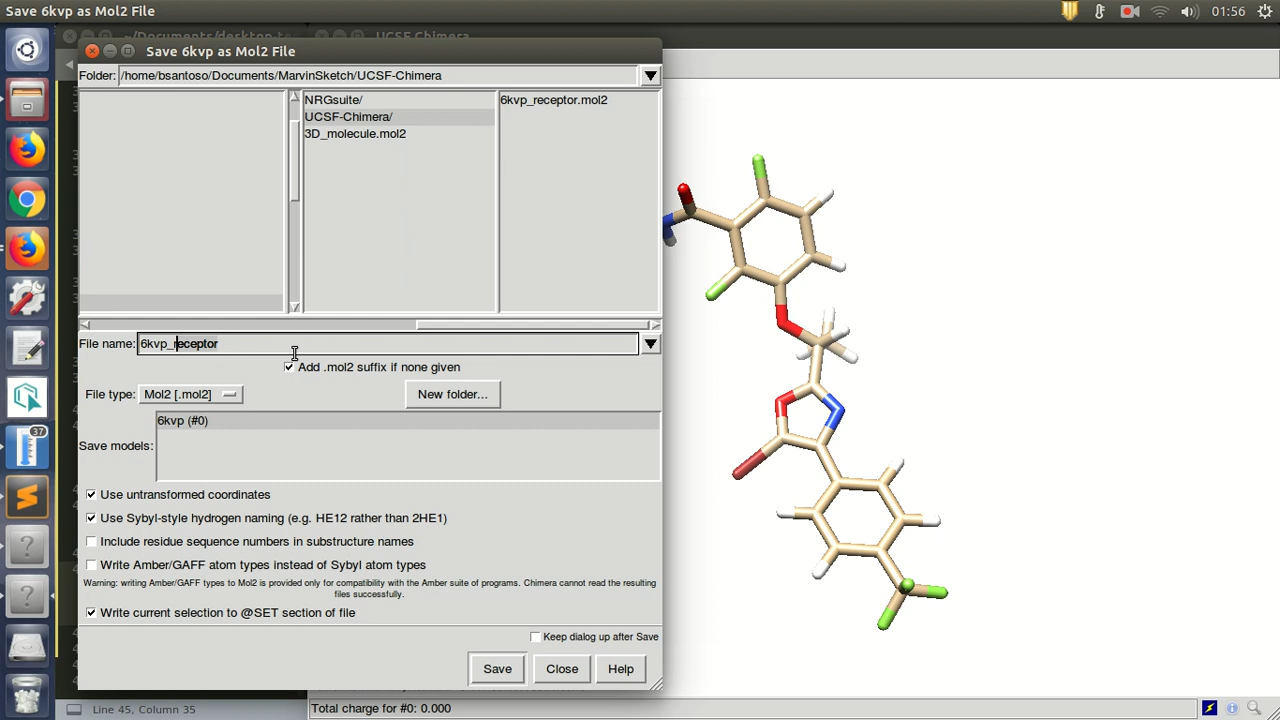 Save 6kvp as Mol2 File
01:56
~/Documents/desktop-te
UCSF Chimera
Save 6kvp as Mol2 File
Folder: /home/bsantoso/Documents/MarvinSketch/UCSF-Chimera
NRGsuite/
UCSF-Chimera/
3D_molecule.mol2
6kvp_receptor.mol2
File name: 6kvp_receptor
Add .mol2 suffix if none given
File type: Mol2 [.mol2] New folder...
6kvp (#0)
Save models:
Use untransformed coordinates
Use Sybyl-style hydrogen naming (e.g. HE12 rather than 2HE1)
Include residue sequence numbers in substructure names
Write Amber/GAFF atom types instead of Sybyl atom types
Warning: writing Amber/GAFF types to Mol2 is provided only for compatibility with the Amber suite of programs. Chimera cannot read the resulting
files successfully.
Write current selection to @SET section of file
Keep dialog up after Save
Save Close Help
37
Line 45, Column 35
Total charge for #0: 0.000